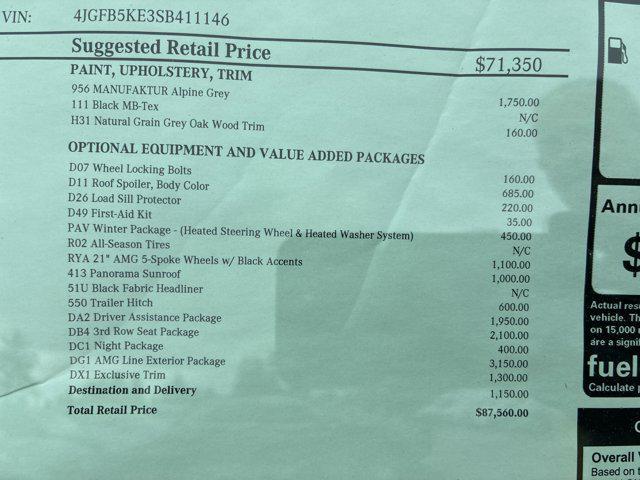 VIN: 4JGFB5KE3SB411146
Suggested Retail Price $71,350
PAINT, UPHOLSTERY, TRIM
956 MANUFAKTUR Alpine Grey 1,750.00
111 Black MB-Tex N/C
H31 Natural Grain Grey Oak Wood Trim 160.00
OPTIONAL EQUIPMENT AND VALUE ADDED PACKAGES
D07 Wheel Locking Bolts 160.00
D11 Roof Spoiler, Body Color 685.00
D26 Load Sill Protector 220.00
D49 First-Aid Kit 35.00
PAV Winter Package - (Heated Steering Wheel & Heated Washer System) 450.00
R02 All-Season Tires N/C
RYA 21" AMG 5-Spoke Wheels w/ Black Accents 1,100.00
413 Panorama Sunroof 1,000.00
51U Black Fabric Headliner N/C
550 Trailer Hitch 600.00
DA2 Driver Assistance Package 1,950.00
DB4 3rd Row Seat Package 2,100.00
DC1 Night Package 400.00
DG1 AMG Line Exterior Package 3,150.00
DX1 Exclusive Trim 1,300.00
Destination and Delivery 1,150.00
Total Retail Price $87,560.00
Ann
$
Actual res
vehicle. Th
on 15,000
are a signi
fuel
Calculate
Overall
Based on